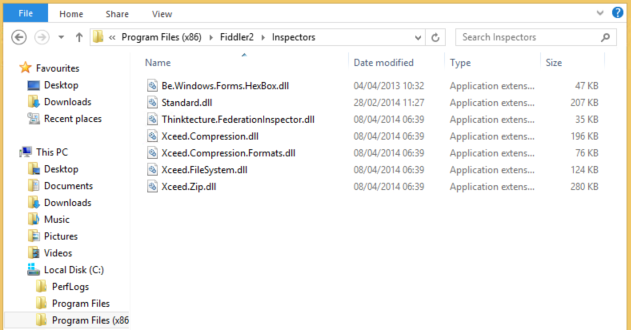 File Home Share View
« Program Files (x86) › Fiddler2 › Inspectors Search Inspectors
Favourites
Desktop
Downloads
Recent places
This PC
Desktop
Documents
Downloads
Music
Pictures
Videos
Local Disk (C:)
PerfLogs
Program Files
Program Files (x86
Name Date modified Type Size
Be.Windows.Forms.HexBox.dll 04/04/2013 10:32 Application extens... 47 KB
Standard.dll 28/02/2014 11:27 Application extens... 207 KB
Thinktecture.FederationInspector.dll 08/04/2014 06:39 Application extens... 35 KB
Xceed.Compression.dll 08/04/2014 06:39 Application extens... 196 KB
Xceed.Compression.Formats.dll 08/04/2014 06:39 Application extens... 76 KB
Xceed.FileSystem.dll 08/04/2014 06:39 Application extens... 124 KB
Xceed.Zip.dll 08/04/2014 06:39 Application extens... 280 KB